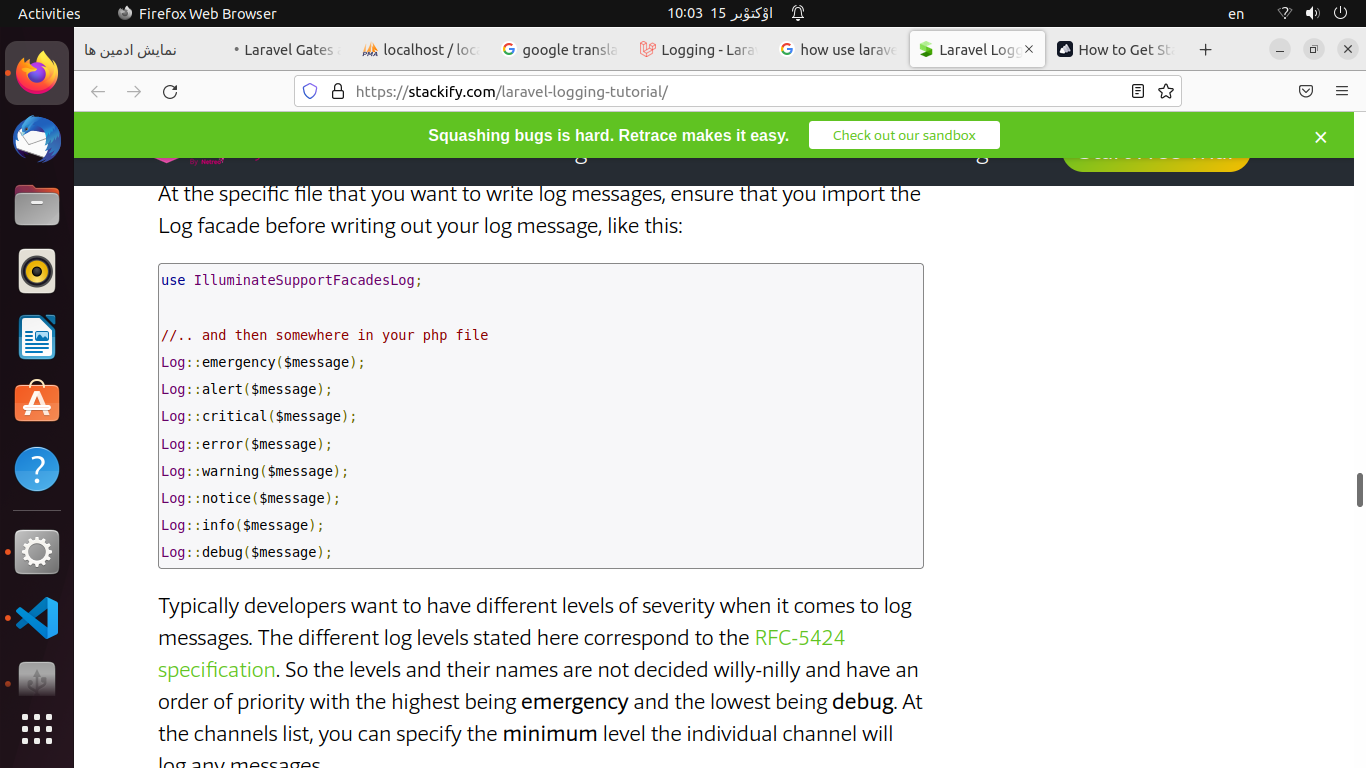 Activities
Firefox Web Browser
10:03 15 اوْکتوْبر
en
نمایش ادمین ها
Laravel Gates
localhost / loc
google transla
Logging - Lara
how use larave
Laravel Logg
How to Get Sta
https://stackify.com/laravel-logging-tutorial/
Squashing bugs is hard. Retrace makes it easy.
Check out our sandbox
At the specific file that you want to write log messages, ensure that you import the
Log facade before writing out your log message, like this:
use IlluminateSupportFacadesLog;
//.. and then somewhere in your php file
Log::emergency($message);
Log::alert($message);
Log::critical($message);
Log::error($message);
Log::warning($message);
Log::notice($message);
Log::info($message);
Log::debug($message);
Typically developers want to have different levels of severity when it comes to log
messages. The different log levels stated here correspond to the RFC-5424
specification. So the levels and their names are not decided willy-nilly and have an
order of priority with the highest being emergency and the lowest being debug. At
the channels list, you can specify the minimum level the individual channel will
log any messages.